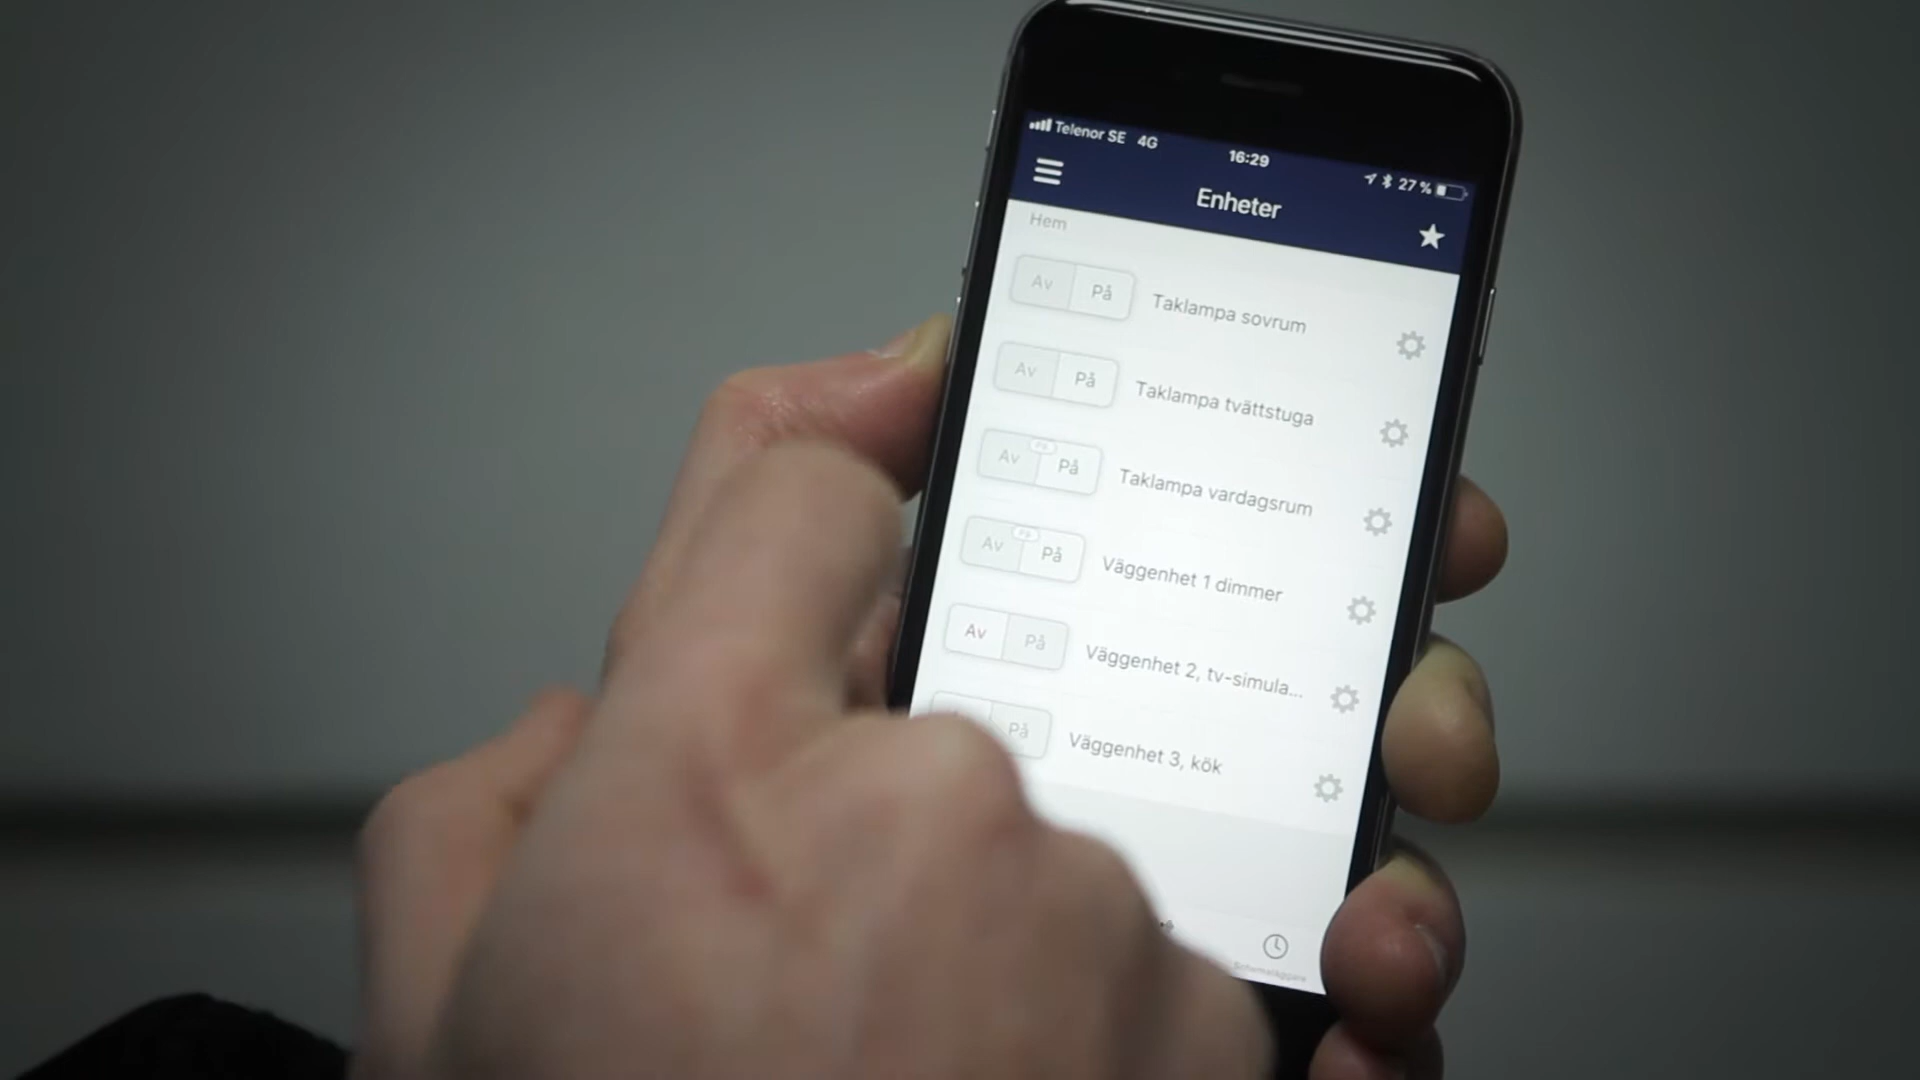 Telenor SE 4G 16:29 27 %
Enheter
Hem
Av På Taklampa sovrum
Av På Taklampa tvättstuga
Av På Taklampa vardagsrum
Av På Väggenhet 1 dimmer
Av På Väggenhet 2, tv-simula...
På Väggenhet 3, kök
Schemaläggare